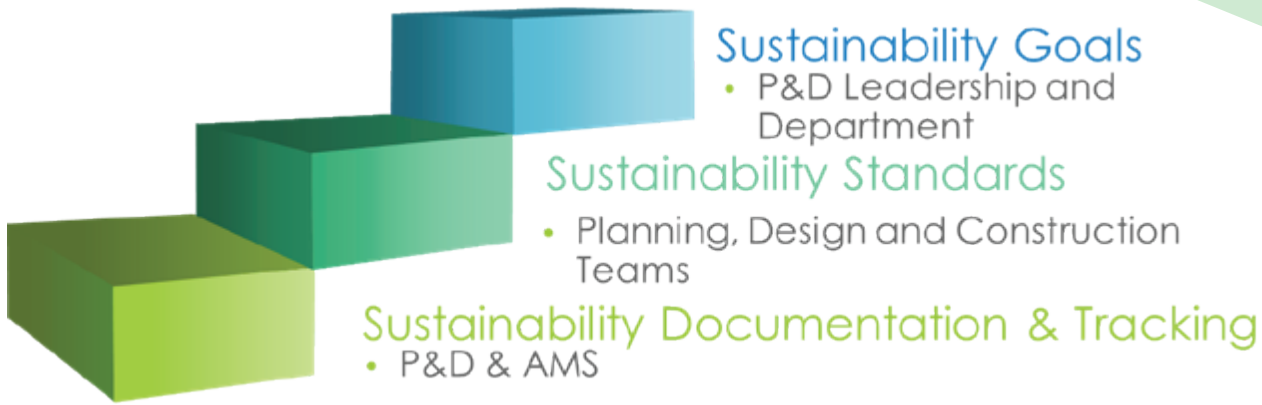 Sustainability Goals
• P&D Leadership and
Department
Sustainability Standards
• Planning, Design and Construction
Teams
Sustainability Documentation & Tracking
• P&D & AMS